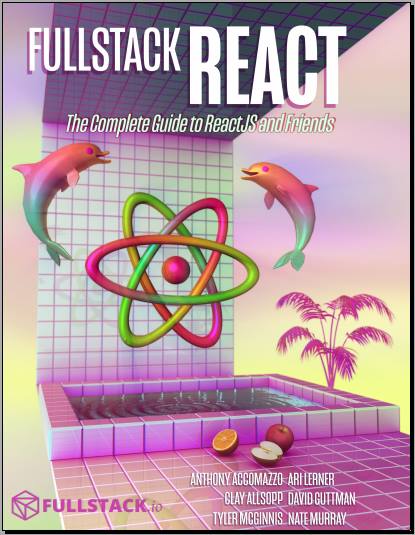 FULLSTACK REACT
The Complete Guide to ReactJS and Friends
ANTHONY ACCOMAZZO ARI LERNER
CLAY ALLSOPP DAVID GUTTMAN
TYLER MCGINNIS NATE MURRAY
FULLSTACK.io